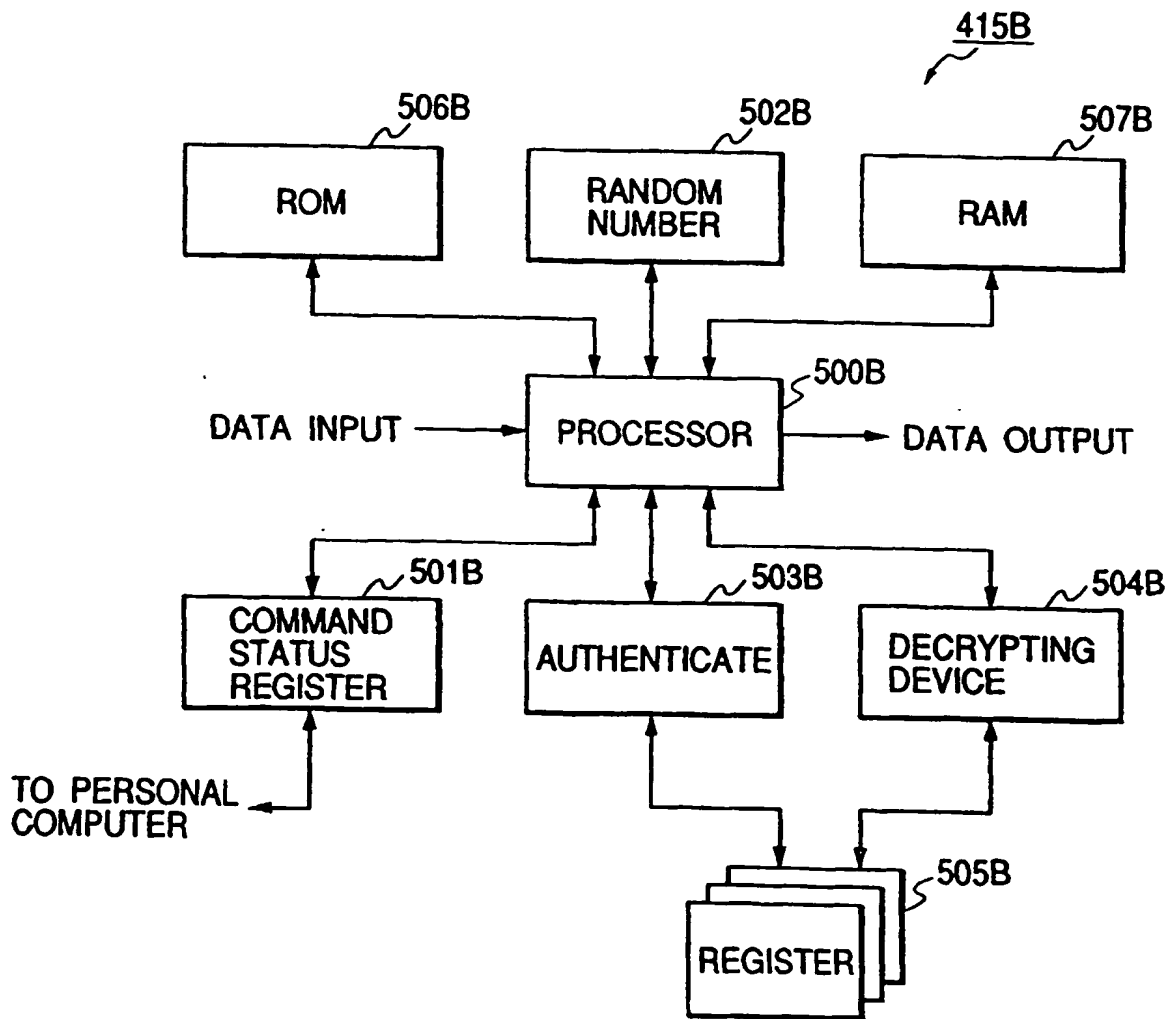 415B
506B
502B
507B
ROM
RANDOM
NUMBER
RAM
500B
DATA INPUT
PROCESSOR
DATA OUTPUT
501B
503B
504B
COMMAND
STATUS
REGISTER
AUTHENTICATE
DECRYPTING
DEVICE
TO PERSONAL
COMPUTER
505B
REGISTER